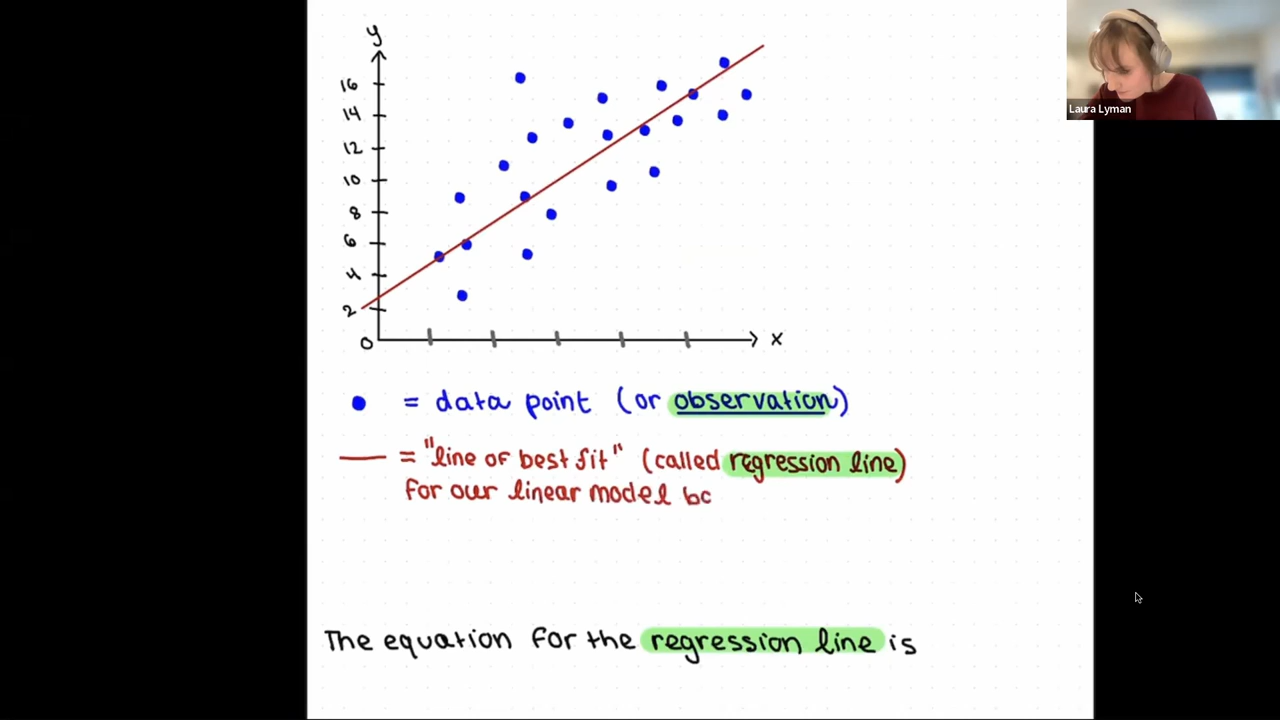 y
Laura Lyman
16
14
12
10
8
6
4
2
0
x
= data point (or observation)
= "line of best fit" (called regression line)
for our linear model bc
The equation for the regression line is